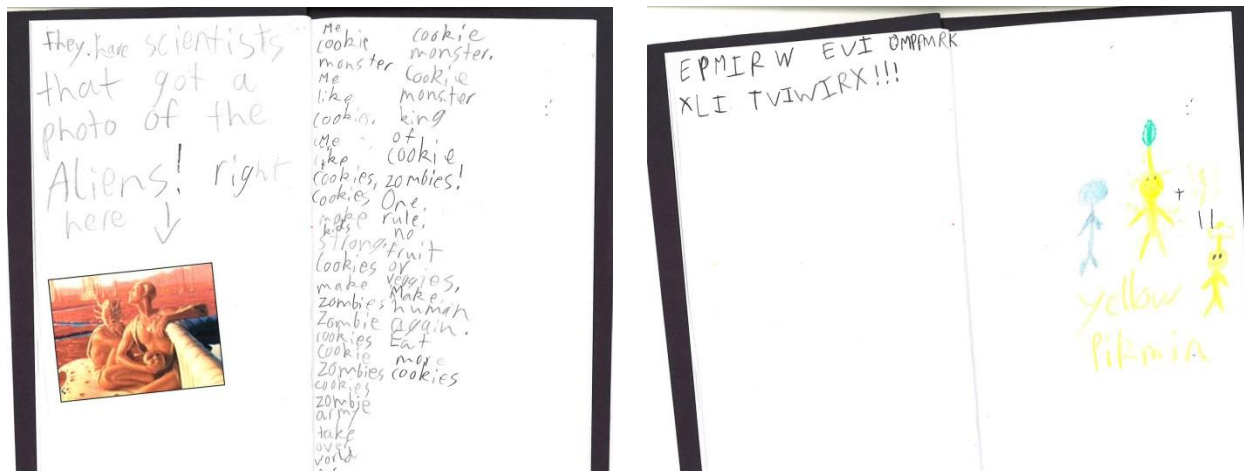 They have scientists
that got a
photo of the
Aliens! right
here
Me
cookie
monster
Me
like
cookies.
Me
like
cookies,
cookies
make
kids
strong.
Cookies
make
zombies
Zombie
cookies
Cookie
Zombies
cookies
zombie
army
take
over
world
cookie
monster.
Cookie
monster
king
of
cookie
zombies!
One
rule,
no
fruit
or
veggies,
Make
human
again.
Eat
more
cookies
EPMIRW EVI OMPPMRK
XLI TVIWIRX!!!
+
yellow
Pikmin